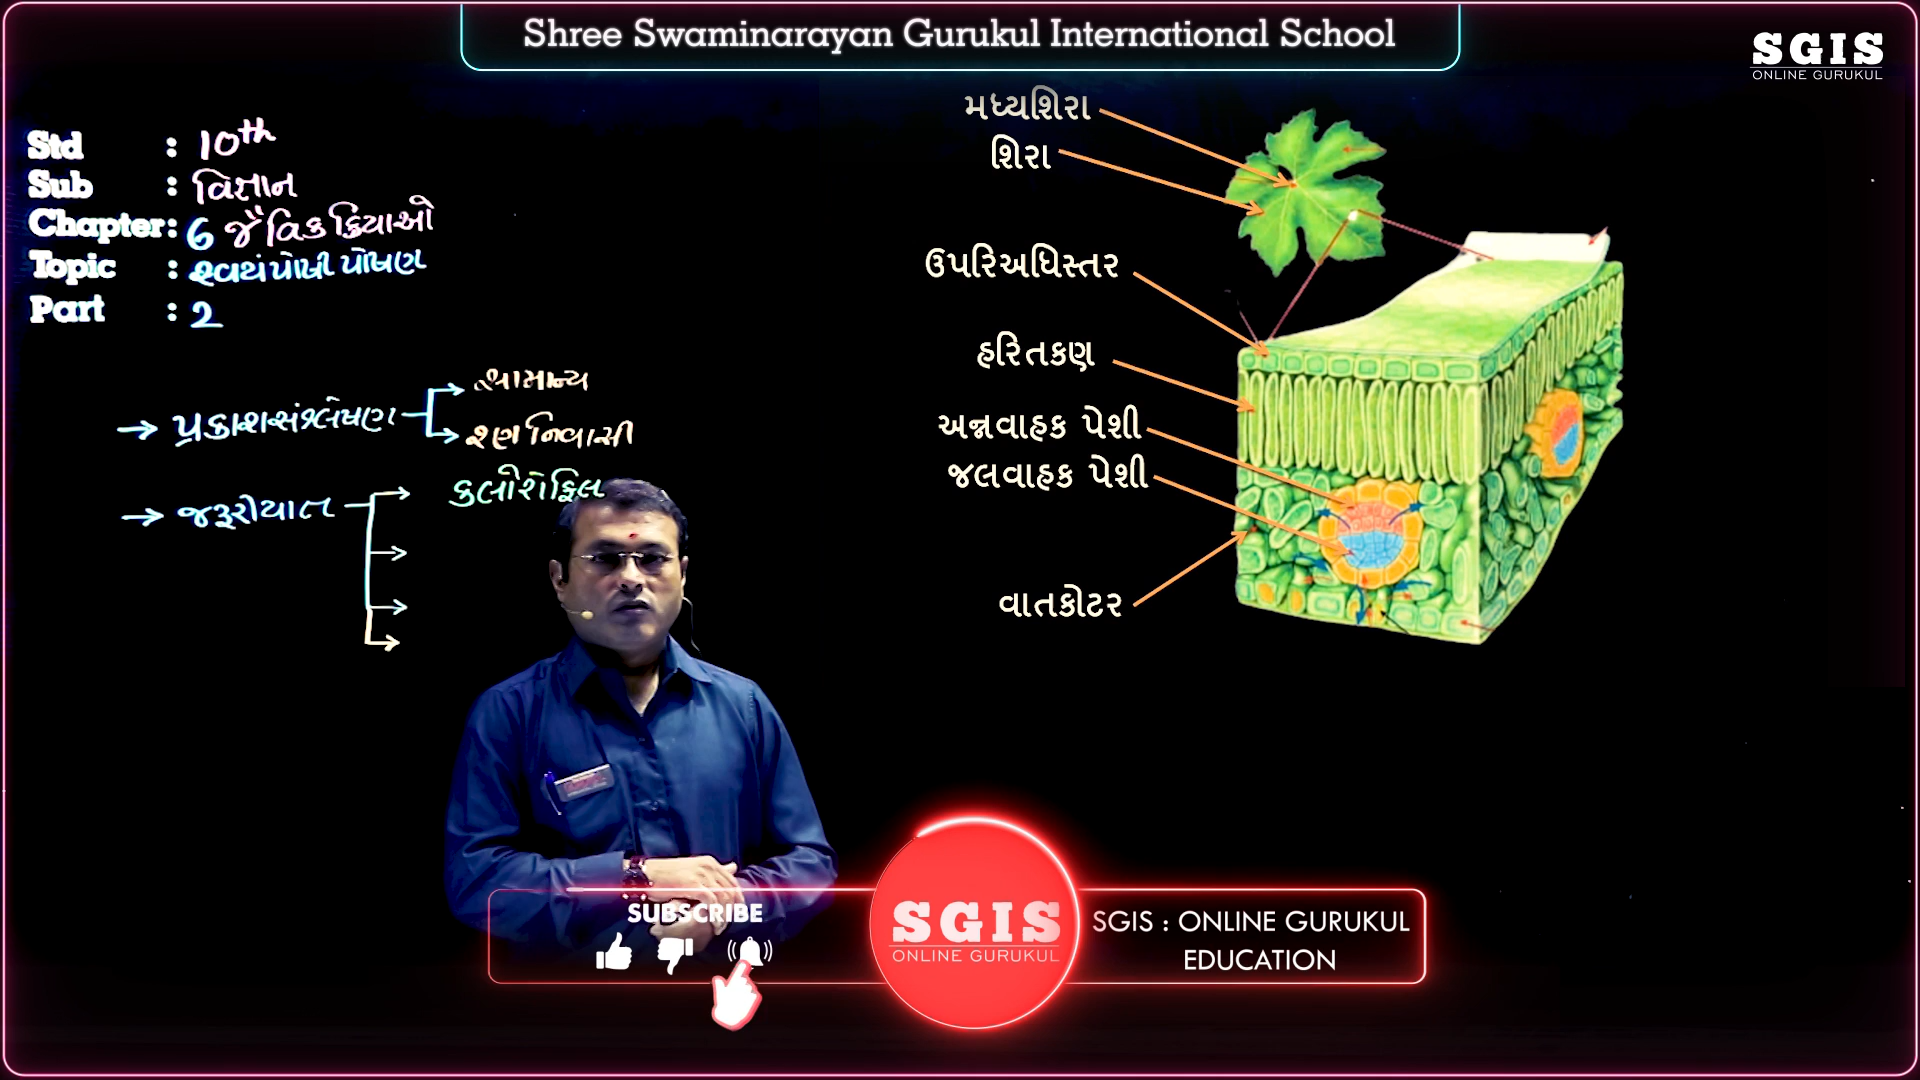 Shree Swaminarayan Gurukul International School
SGIS
ONLINE GURUKUL
Std : 10th
Sub : વિજ્ઞાન
Chapter: 6 જૈવિક ક્રિયાઓ
Topic : સ્વયંપોષી પોષણ
Part : 2
→ પ્રકાશસંશ્લેષણ → સામાન્ય
→ રણ નિવાસી
→ જરૂરીયાત → ક્લોરોફિલ
મધ્યશિરા
શિરા
ઉપરિઅધિસ્તર
હરિતકણ
અન્નવાહક પેશી
જલવાહક પેશી
વાતકોટર
SUBSCRIBE
SGIS
ONLINE GURUKUL
SGIS : ONLINE GURUKUL
EDUCATION